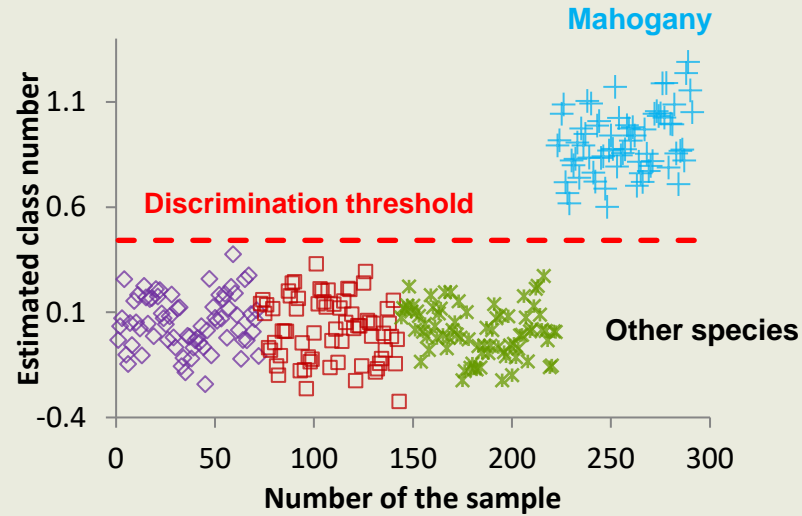 Mahogany
Estimated class number
1.1
0.6
0.1
-0.4
Discrimination threshold
Other species
0 50 100 150 200 250 300
Number of the sample